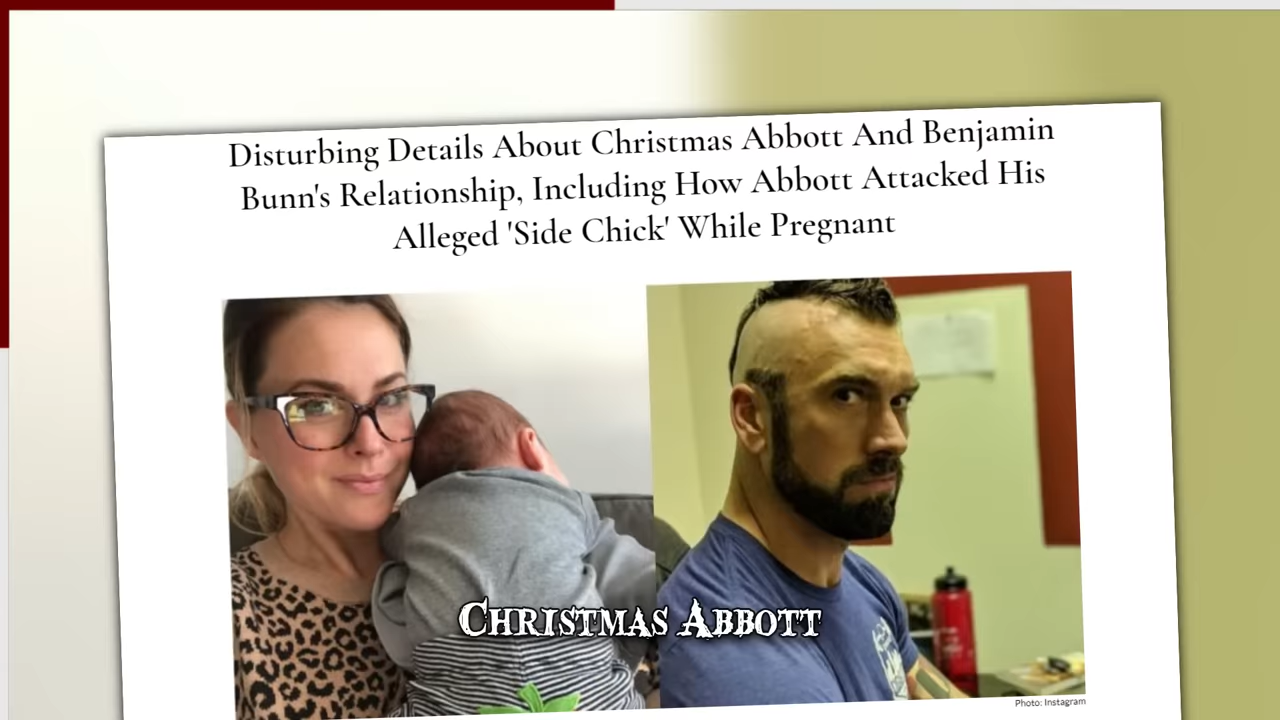 Disturbing Details About Christmas Abbott And Benjamin
Bunn's Relationship, Including How Abbott Attacked His
Alleged 'Side Chick' While Pregnant
Christmas Abbott
Photo: Instagram